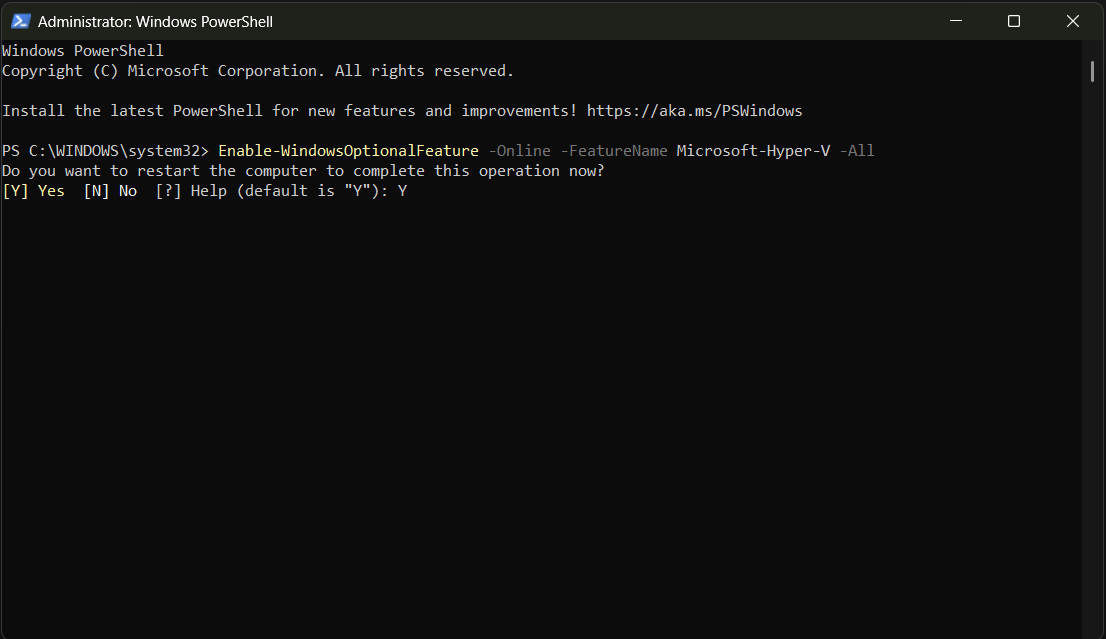 Administrator: Windows PowerShell
Windows PowerShell
Copyright (C) Microsoft Corporation. All rights reserved.
Install the latest PowerShell for new features and improvements! https://aka.ms/PSWindows
PS C:\WINDOWS\system32> Enable-WindowsOptionalFeature -Online -FeatureName Microsoft-Hyper-V -All
Do you want to restart the computer to complete this operation now?
[Y] Yes  [N] No  [?] Help (default is "Y"): Y